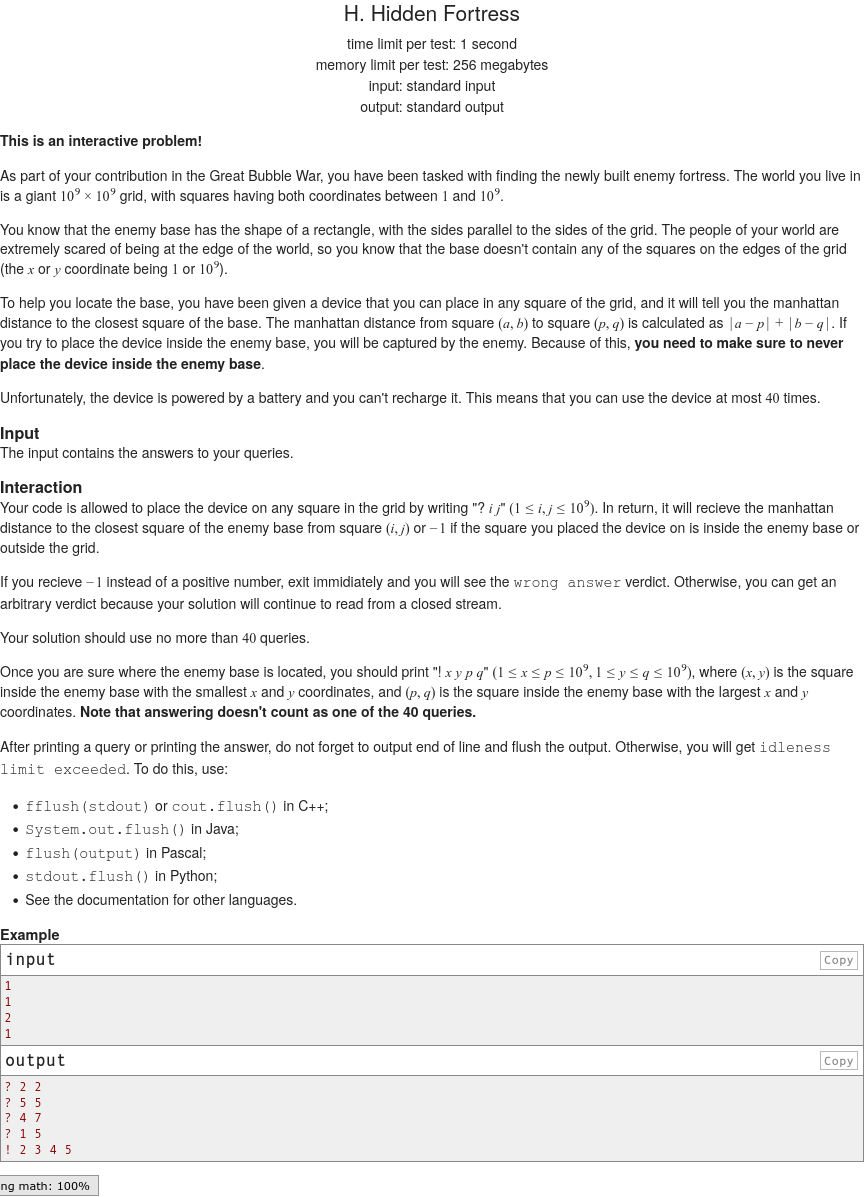 H. Hidden Fortress
time limit per test: 1 second
memory limit per test: 256 megabytes
input: standard input
output: standard output
This is an interactive problem!
As part of your contribution in the Great Bubble War, you have been tasked with finding the newly built enemy fortress. The world you live in
is a giant 10⁹ × 10⁹ grid, with squares having both coordinates between 1 and 10⁹.
You know that the enemy base has the shape of a rectangle, with the sides parallel to the sides of the grid. The people of your world are
extremely scared of being at the edge of the world, so you know that the base doesn't contain any of the squares on the edges of the grid
(the x or y coordinate being 1 or 10⁹).
To help you locate the base, you have been given a device that you can place in any square of the grid, and it will tell you the manhattan
distance to the closest square of the base. The manhattan distance from square (a, b) to square (p, q) is calculated as |a − p| + |b − q|. If
you try to place the device inside the enemy base, you will be captured by the enemy. Because of this, you need to make sure to never
place the device inside the enemy base.
Unfortunately, the device is powered by a battery and you can't recharge it. This means that you can use the device at most 40 times.
Input
The input contains the answers to your queries.
Interaction
Your code is allowed to place the device on any square in the grid by writing "? i j" (1 ≤ i, j ≤ 10⁹). In return, it will recieve the manhattan
distance to the closest square of the enemy base from square (i, j) or −1 if the square you placed the device on is inside the enemy base or
outside the grid.
If you recieve −1 instead of a positive number, exit immidiately and you will see the wrong answer verdict. Otherwise, you can get an
arbitrary verdict because your solution will continue to read from a closed stream.
Your solution should use no more than 40 queries.
Once you are sure where the enemy base is located, you should print "! x y p q" (1 ≤ x ≤ p ≤ 10⁹, 1 ≤ y ≤ q ≤ 10⁹), where (x, y) is the square
inside the enemy base with the smallest x and y coordinates, and (p, q) is the square inside the enemy base with the largest x and y
coordinates. Note that answering doesn't count as one of the 40 queries.
After printing a query or printing the answer, do not forget to output end of line and flush the output. Otherwise, you will get idleness
limit exceeded. To do this, use:
• fflush(stdout) or cout.flush() in C++;
• System.out.flush() in Java;
• flush(output) in Pascal;
• stdout.flush() in Python;
• See the documentation for other languages.
Example
input Copy
1
1
2
1
output Copy
? 2 2
? 5 5
? 4 7
? 1 5
! 2 3 4 5
ng math: 100%